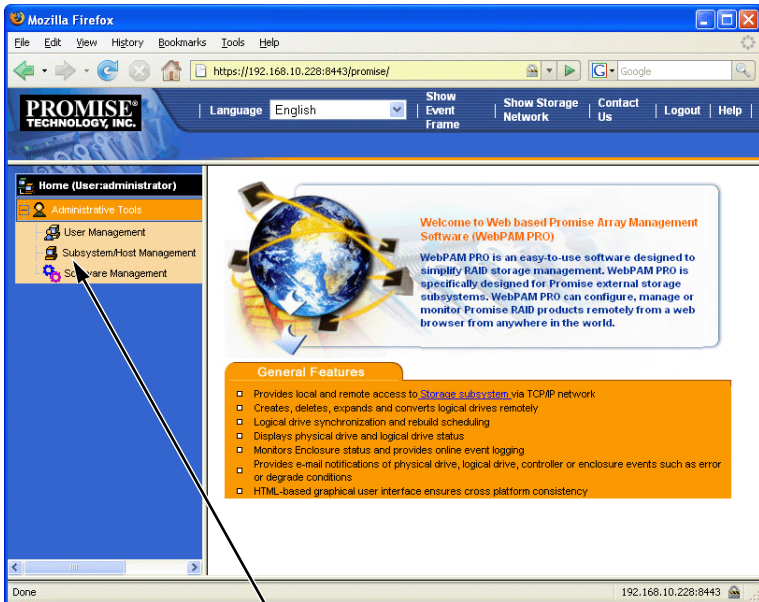 Mozilla Firefox
File Edit View History Bookmarks Tools Help
https://192.168.10.228:8443/promise/
G Google
PROMISE®
TECHNOLOGY, INC.
Language English
Show Event Frame
Show Storage Network
Contact Us
Logout
Help
Home (User:administrator)
Administrative Tools
User Management
Subsystem/Host Management
Software Management
Welcome to Web based Promise Array Management
Software (WebPAM PRO)
WebPAM PRO is an easy-to-use software designed to
simplify RAID storage management. WebPAM PRO is
specifically designed for Promise external storage
subsystems. WebPAM PRO can configure, manage or
monitor Promise RAID products remotely from a web
browser from anywhere in the world.
General Features
Provides local and remote access to Storage subsystem via TCP/IP network
Creates, deletes, expands and converts logical drives remotely
Logical drive synchronization and rebuild scheduling
Displays physical drive and logical drive status
Monitors Enclosure status and provides online event logging
Provides e-mail notifications of physical drive, logical drive, controller or enclosure events such as error
or degrade conditions
HTML-based graphical user interface ensures cross platform consistency
Done
192.168.10.228:8443